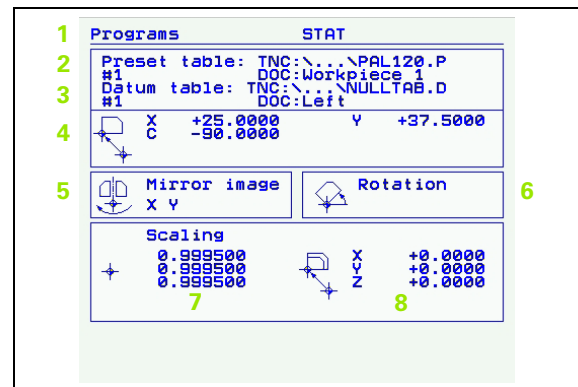 1 Programs STAT
2 Preset table: TNC:\...\PAL120.P
#1 DOC:Workpiece 1
3 Datum table: TNC:\...\NULLTAB.D
#1 DOC:Left
4 X +25.0000 Y +37.5000
C -90.0000
5 Mirror image Rotation 6
X Y
Scaling
0.999500 X +0.0000
0.999500 Y +0.0000
0.999500 Z +0.0000
7 8